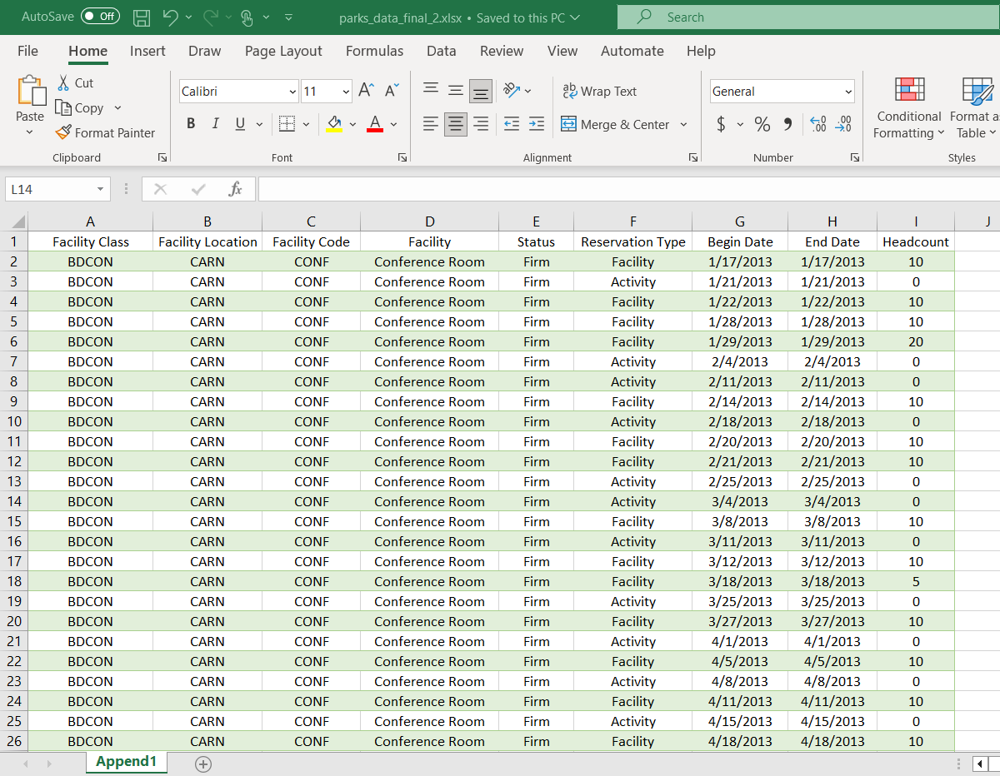 AutoSave Off parks_data_final_2.xlsx • Saved to this PC Search
File Home Insert Draw Page Layout Formulas Data Review View Automate Help
Paste Cut Copy Format Painter
Clipboard
Calibri 11
B I U A
Font
ab Wrap Text
Merge & Center
Alignment
General
$ % 9 .00 .0 .00
Number
Conditional Formatting Format as Table
Styles
L14 fx
A B C D E F G H I J
1 Facility Class Facility Location Facility Code Facility Status Reservation Type Begin Date End Date Headcount
2 BDCON CARN CONF Conference Room Firm Facility 1/17/2013 1/17/2013 10
3 BDCON CARN CONF Conference Room Firm Activity 1/21/2013 1/21/2013 0
4 BDCON CARN CONF Conference Room Firm Facility 1/22/2013 1/22/2013 10
5 BDCON CARN CONF Conference Room Firm Facility 1/28/2013 1/28/2013 10
6 BDCON CARN CONF Conference Room Firm Facility 1/29/2013 1/29/2013 20
7 BDCON CARN CONF Conference Room Firm Activity 2/4/2013 2/4/2013 0
8 BDCON CARN CONF Conference Room Firm Activity 2/11/2013 2/11/2013 0
9 BDCON CARN CONF Conference Room Firm Facility 2/14/2013 2/14/2013 10
10 BDCON CARN CONF Conference Room Firm Activity 2/18/2013 2/18/2013 0
11 BDCON CARN CONF Conference Room Firm Facility 2/20/2013 2/20/2013 10
12 BDCON CARN CONF Conference Room Firm Facility 2/21/2013 2/21/2013 10
13 BDCON CARN CONF Conference Room Firm Activity 2/25/2013 2/25/2013 0
14 BDCON CARN CONF Conference Room Firm Activity 3/4/2013 3/4/2013 0
15 BDCON CARN CONF Conference Room Firm Facility 3/8/2013 3/8/2013 10
16 BDCON CARN CONF Conference Room Firm Activity 3/11/2013 3/11/2013 0
17 BDCON CARN CONF Conference Room Firm Facility 3/12/2013 3/12/2013 10
18 BDCON CARN CONF Conference Room Firm Facility 3/18/2013 3/18/2013 5
19 BDCON CARN CONF Conference Room Firm Activity 3/25/2013 3/25/2013 0
20 BDCON CARN CONF Conference Room Firm Facility 3/27/2013 3/27/2013 10
21 BDCON CARN CONF Conference Room Firm Activity 4/1/2013 4/1/2013 0
22 BDCON CARN CONF Conference Room Firm Facility 4/5/2013 4/5/2013 10
23 BDCON CARN CONF Conference Room Firm Activity 4/8/2013 4/8/2013 0
24 BDCON CARN CONF Conference Room Firm Facility 4/11/2013 4/11/2013 10
25 BDCON CARN CONF Conference Room Firm Activity 4/15/2013 4/15/2013 0
26 BDCON CARN CONF Conference Room Firm Facility 4/18/2013 4/18/2013 10
Append1